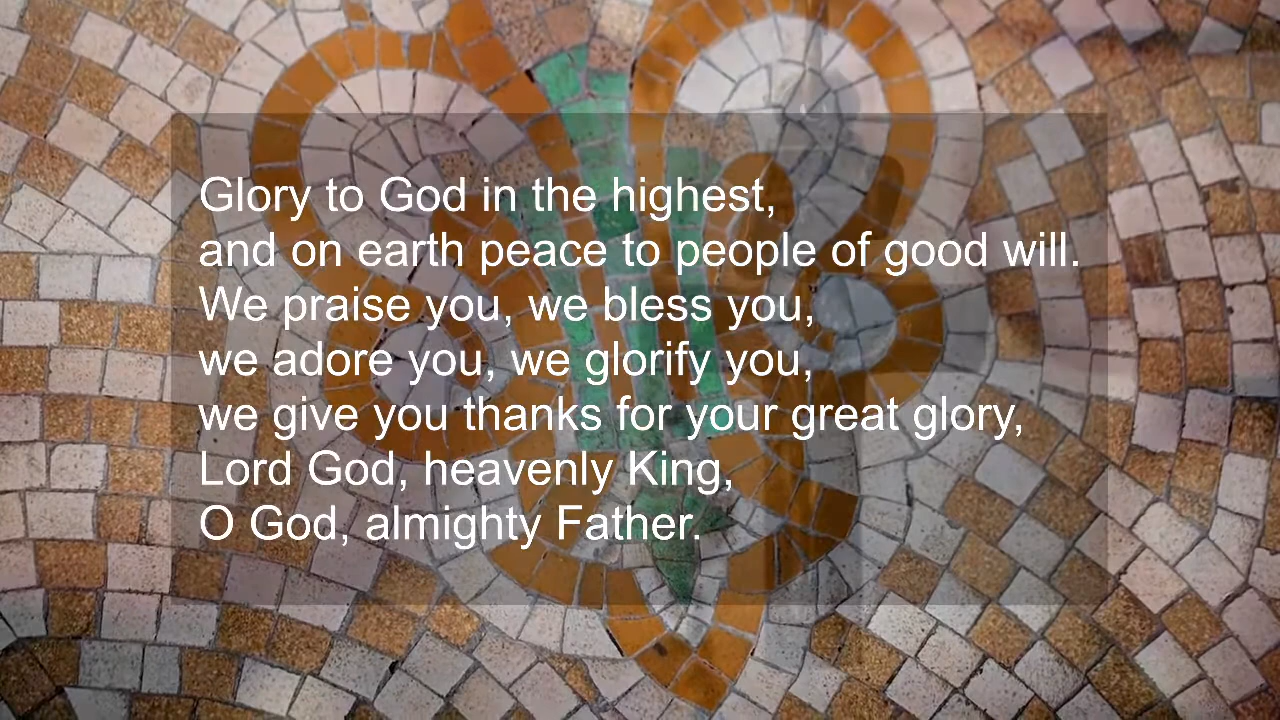 Glory to God in the highest,
and on earth peace to people of good will.
We praise you, we bless you,
we adore you, we glorify you,
we give you thanks for your great glory,
Lord God, heavenly King,
O God, almighty Father.